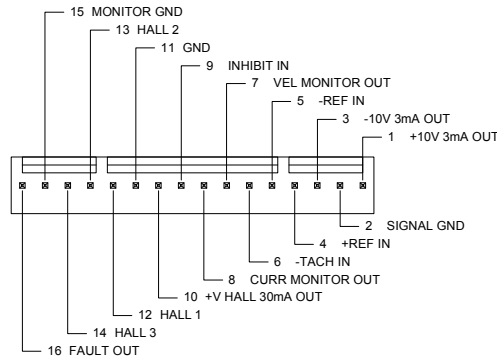 15 MONITOR GND
13 HALL 2
11 GND
9 INHIBIT IN
7 VEL MONITOR OUT
5 -REF IN
3 -10V 3mA OUT
1 +10V 3mA OUT
2 SIGNAL GND
4 +REF IN
6 -TACH IN
8 CURR MONITOR OUT
10 +V HALL 30mA OUT
12 HALL 1
14 HALL 3
16 FAULT OUT